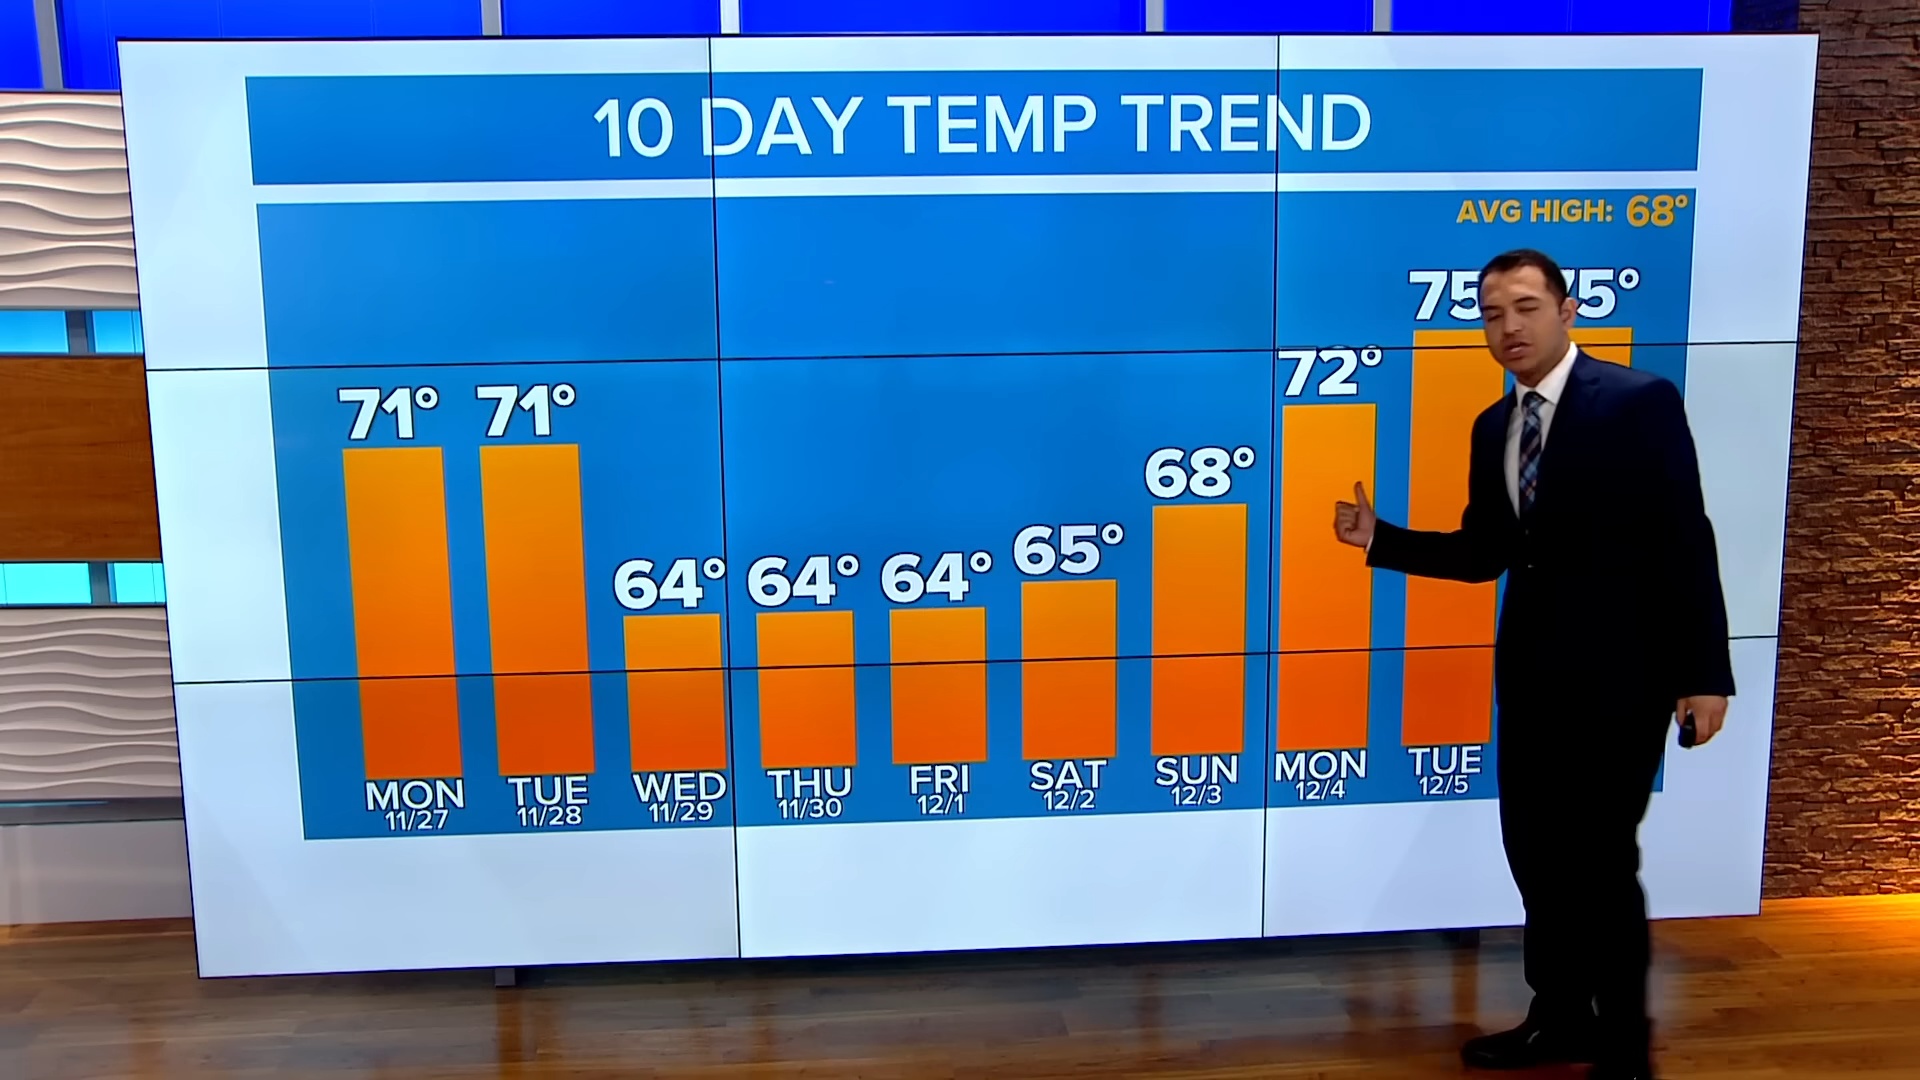 10 DAY TEMP TREND
AVG HIGH: 68°
71° 71° 64° 64° 64° 65° 68° 72° 75 5°
MON TUE WED THU FRI SAT SUN MON TUE
11/27 11/28 11/29 11/30 12/1 12/2 12/3 12/4 12/5